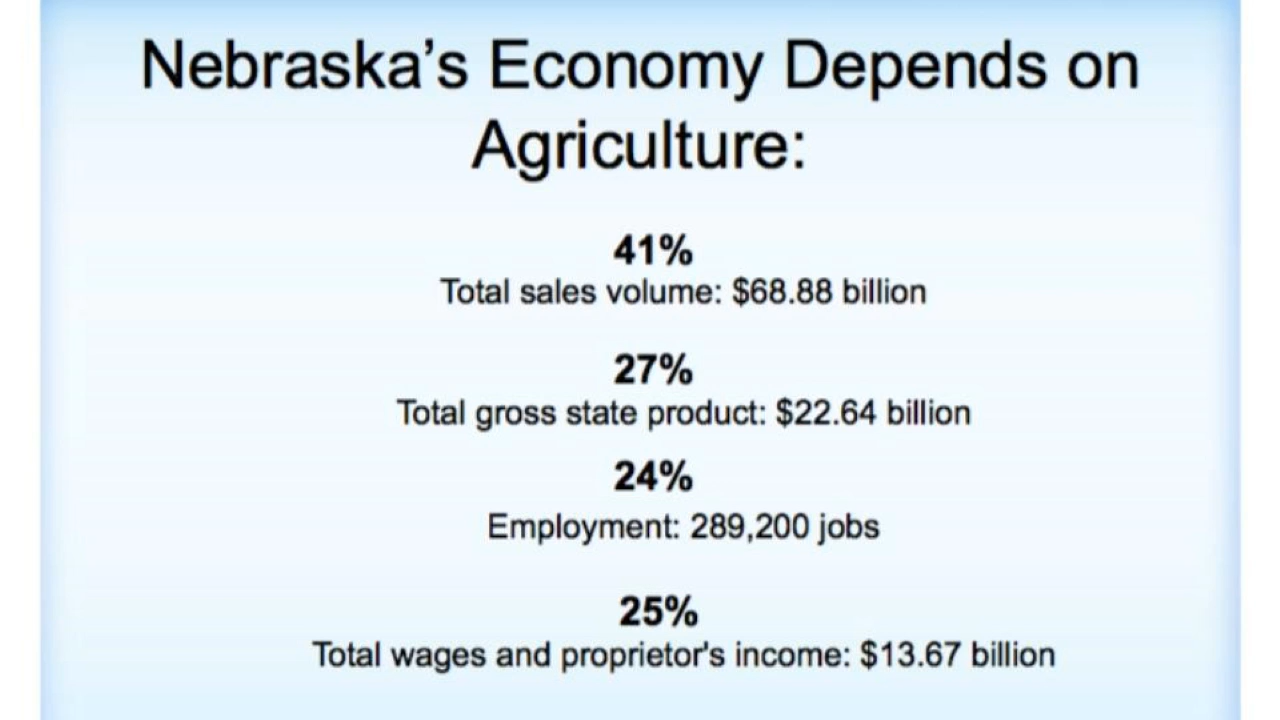 Nebraska’s Economy Depends on
Agriculture:
41%
Total sales volume: $68.88 billion
27%
Total gross state product: $22.64 billion
24%
Employment: 289,200 jobs
25%
Total wages and proprietor's income: $13.67 billion